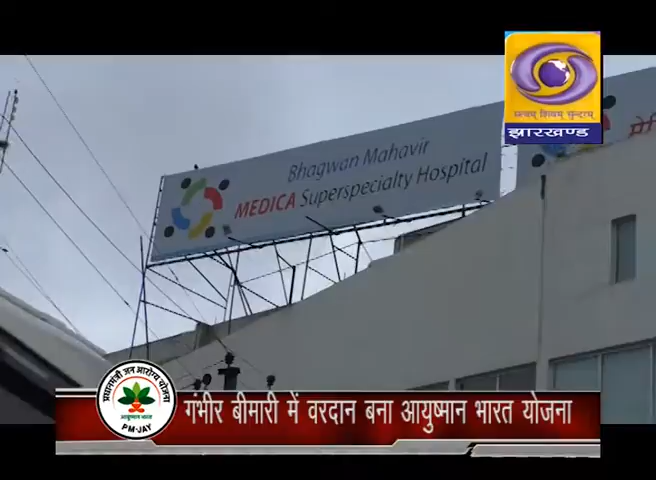 सत्यम् शिवम् सुन्दरम्
झारखण्ड
Bhagwan Mahavir
MEDICA Superspecialty Hospital
प्रधानमंत्री जन आरोग्य योजना
आयुष्मान भारत
PM-JAY
गंभीर बीमारी में वरदान बना आयुष्मान भारत योजना